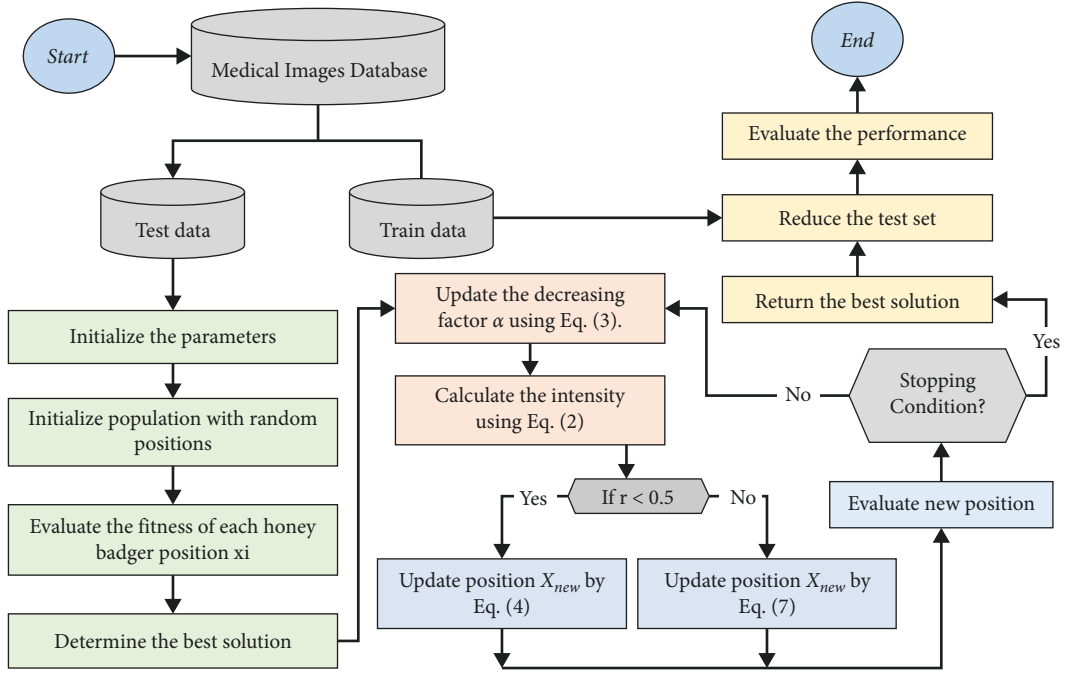 Start
Medical Images Database
Test data
Train data
Initialize the parameters
Initialize population with random
positions
Evaluate the fitness of each honey
badger position xi
Determine the best solution
Update the decreasing
factor α using Eq. (3).
Calculate the intensity
using Eq. (2)
If r < 0.5
Yes
No
Update position Xnew by
Eq. (4)
Update position Xnew by
Eq. (7)
Evaluate new position
Stopping
Condition?
No
Yes
Return the best solution
Reduce the test set
Evaluate the performance
End